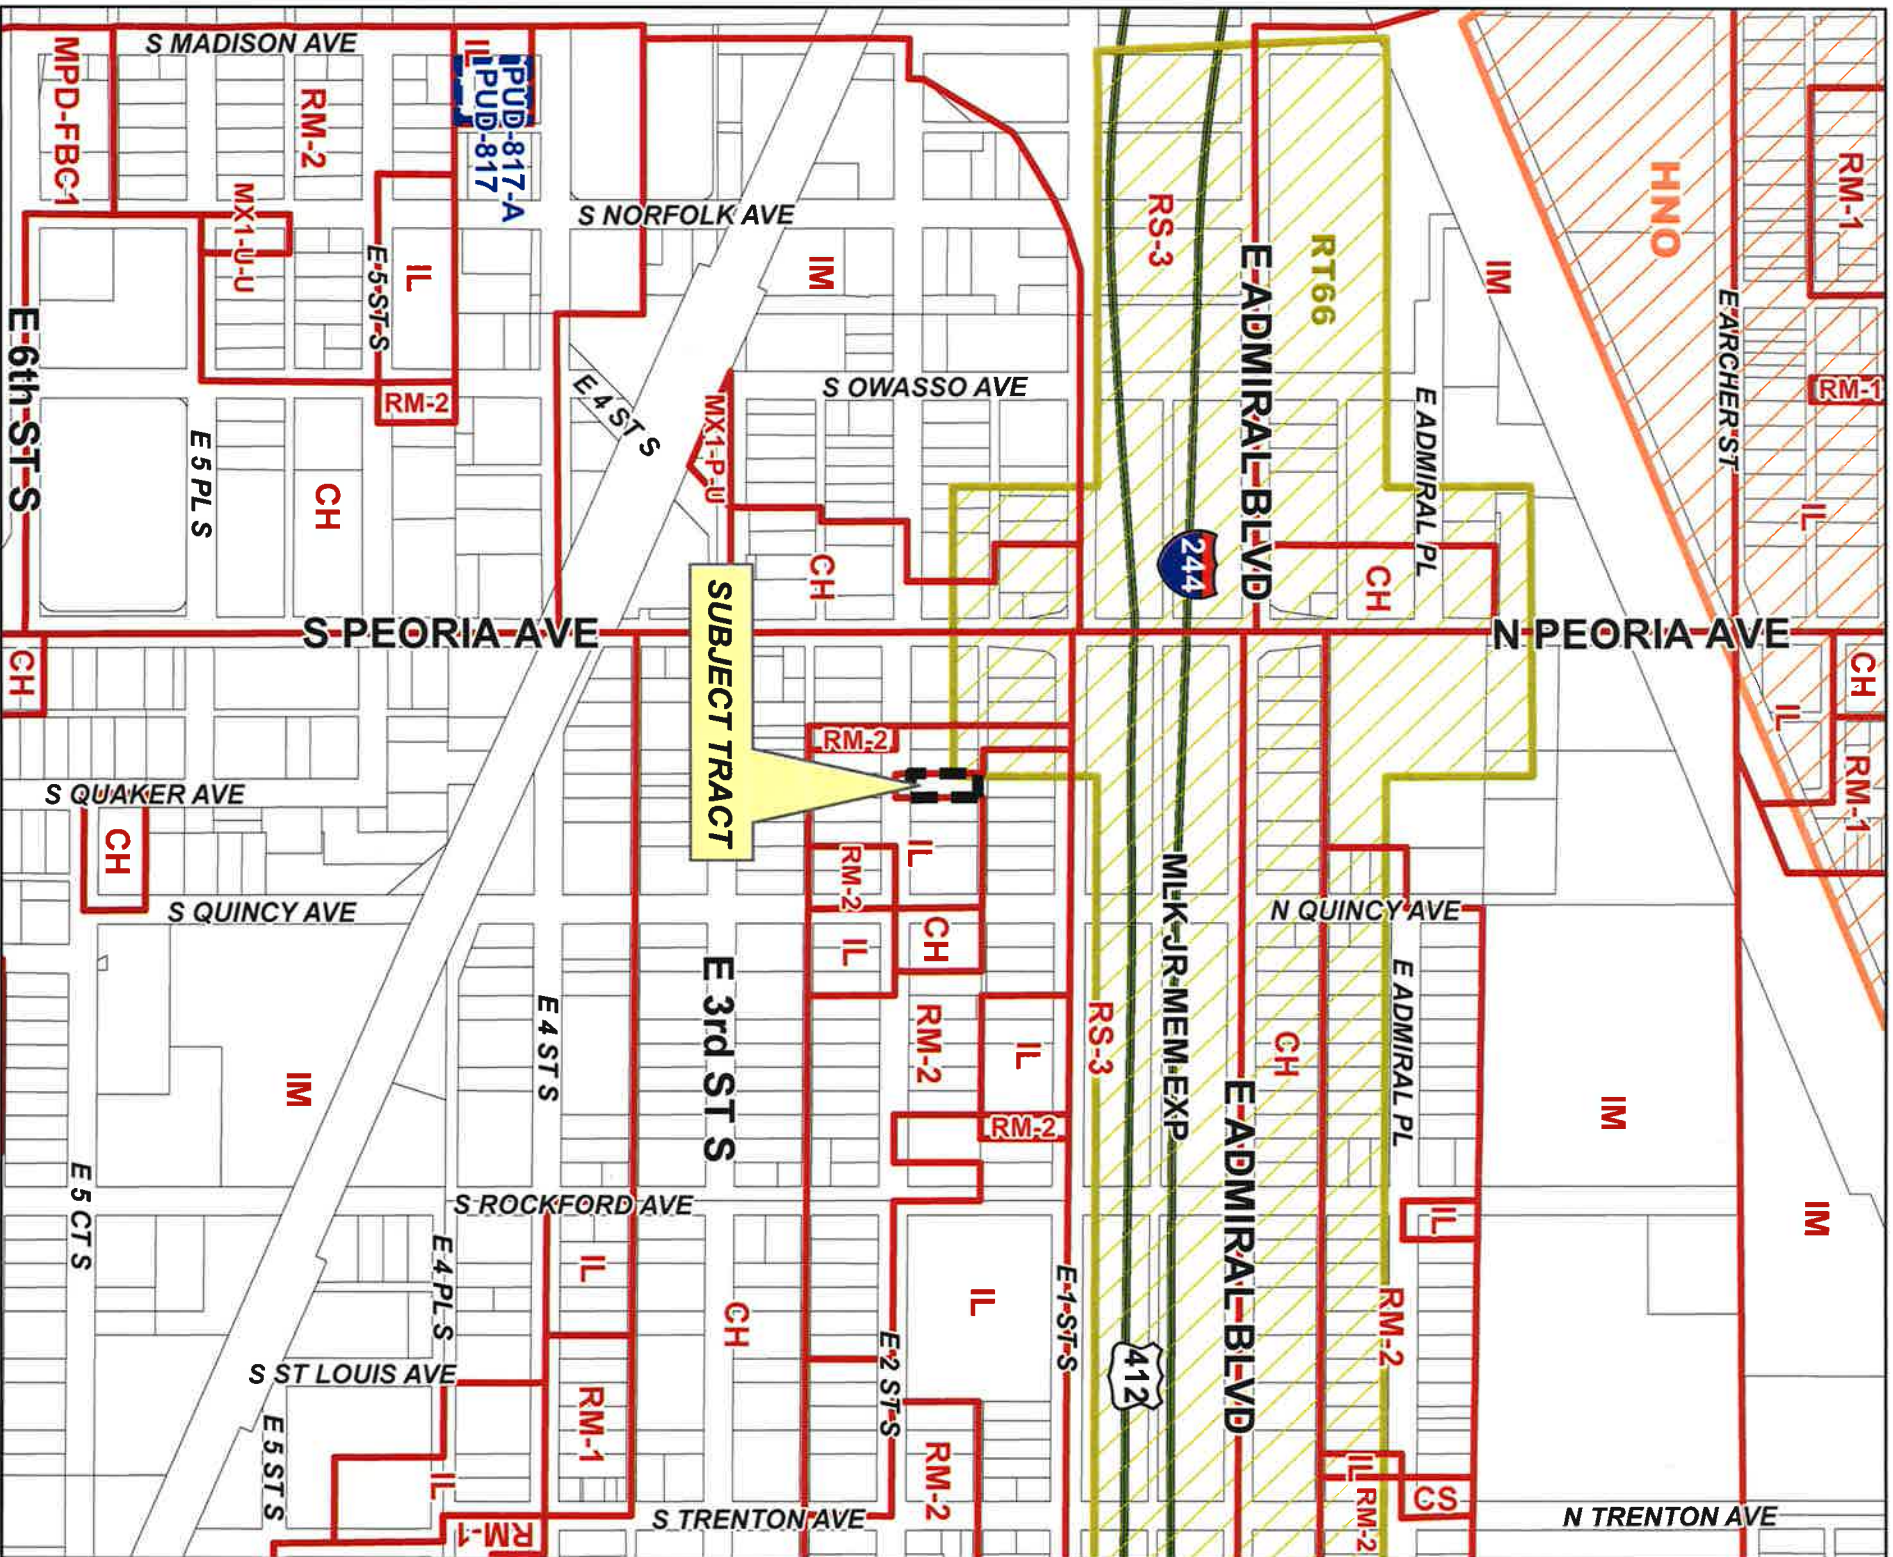 S MADISON AVE
MPD-FBC1
RM-2
IL
PUD-817-A
PUD-817
MX1-U-U
E 5 ST S
IL
S NORFOLK AVE
IM
RS-3
RT66
E ADMIRAL BLVD
IM
HNO
RM-1
E ARCHER ST
RM-1
E 6th ST S
RM-2
E 4 ST S
MX1-P-U
S OWASSO AVE
E ADMIRAL PL
E 5 PL S
CH
IL
244
CH
CH
SUBJECT TRACT
S PEORIA AVE
N PEORIA AVE
CH
CH
IL
RM-2
RM-1
S QUAKER AVE
CH
RM-2
IL
MLK JR MEM EXP
S QUINCY AVE
N QUINCY AVE
IL
CH
E 3rd ST S
E ADMIRAL PL
E 4 ST S
RM-2
IL
RS-3
CH
IM
IM
RM-2
E 5 CT S
S ROCKFORD AVE
E ADMIRAL BLVD
IL
IM
E 4 PL S
IL
CH
IL
E 1 ST S
RM-2
E 2 ST S
412
S ST LOUIS AVE
RM-1
E 5 ST S
IL
RM-2
IL
CS
RM-2
S TRENTON AVE
N TRENTON AVE
RM-1